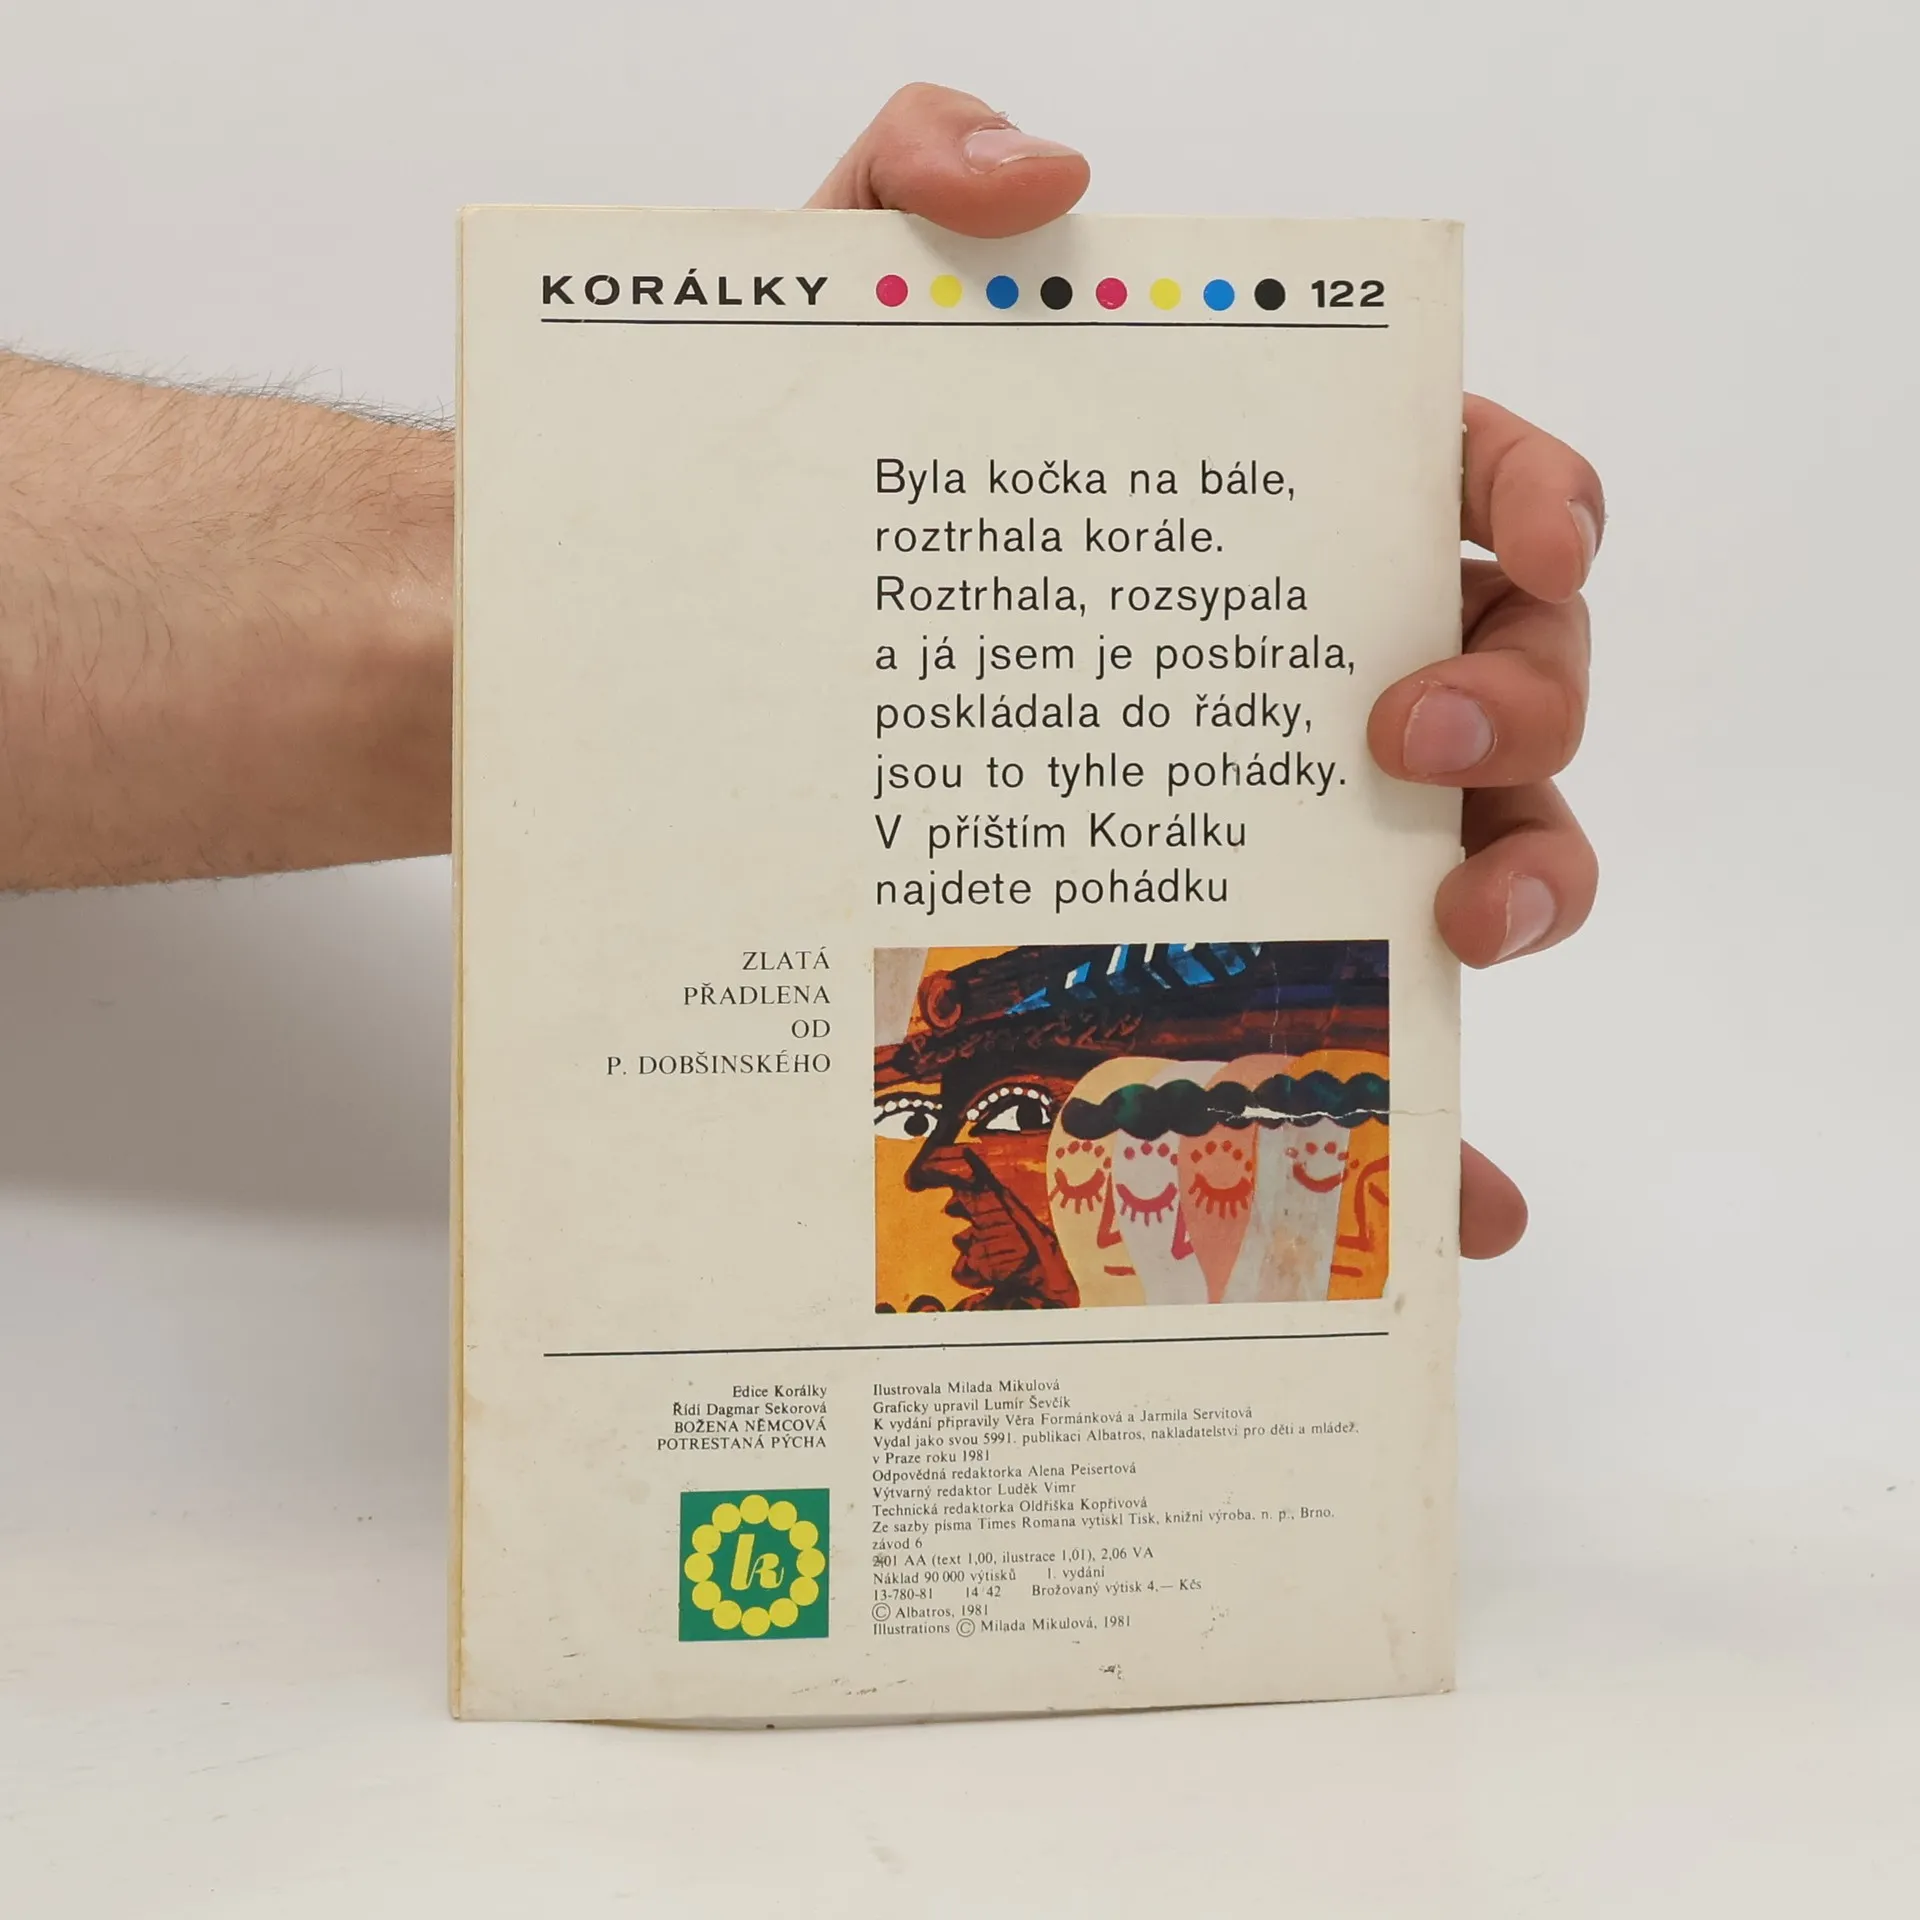 KORÁLKY 122
Byla kočka na bále,
roztrhala korále.
Roztrhala, rozsypala
a já jsem je posbírala,
poskládala do řádky,
jsou to tyhle pohádky.
V příštím Korálku
najdete pohádku
ZLATÁ
PŘADLENA
OD
P. DOBŠINSKÉHO
Edice Korálky
Řídí Dagmar Sekorová
BOŽENA NĚMCOVÁ
POTRESTANÁ PÝCHA
k
Ilustrovala Milada Mikulová
Graficky upravil Lumír Ševčík
K vydání připravily Věra Formánková a Jarmila Servítová
Vydal jako svou 5991. publikaci Albatros, nakladatelství pro děti a mládež,
v Praze roku 1981
Odpovědná redaktorka Alena Peisertová
Výtvarný redaktor Luděk Vimr
Technická redaktorka Oldřiška Kopřivová
Ze sazby písma Times Romana vytiskl Tisk, knižní výroba, n. p., Brno,
závod 6
2,01 AA (text 1,00, ilustrace 1,01), 2,06 VA
Náklad 90 000 výtisků 1. vydání
13-780-81 14 42 Brožovaný výtisk 4,— Kčs
© Albatros, 1981
Illustrations © Milada Mikulová, 1981